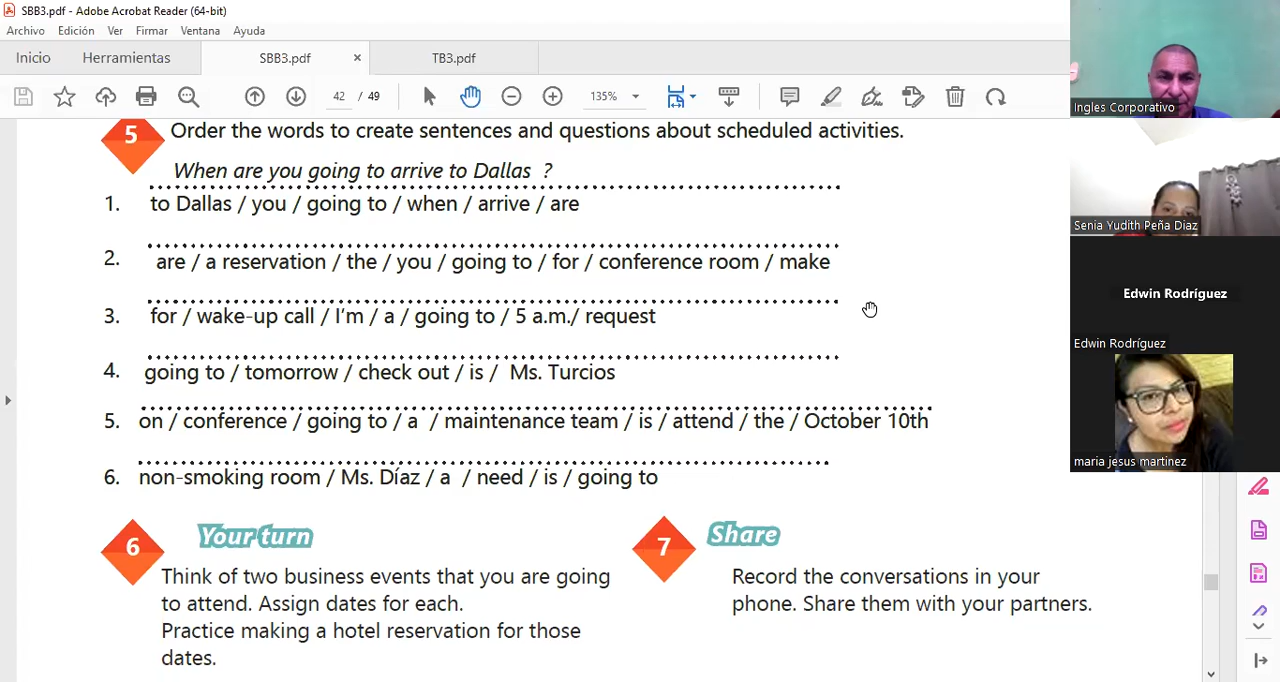 SBB3.pdf - Adobe Acrobat Reader (64-bit)
Archivo Edición Ver Firmar Ventana Ayuda
Inicio Herramientas SBB3.pdf × TB3.pdf
42 / 49 135%
5 Order the words to create sentences and questions about scheduled activities.
When are you going to arrive to Dallas ?
1. to Dallas / you / going to / when / arrive / are
2. are / a reservation / the / you / going to / for / conference room / make
3. for / wake-up call / I'm / a / going to / 5 a.m./ request
4. going to / tomorrow / check out / is / Ms. Turcios
5. on / conference / going to / a / maintenance team / is / attend / the / October 10th
6. non-smoking room / Ms. Díaz / a / need / is / going to
6 Your turn
Think of two business events that you are going
to attend. Assign dates for each.
Practice making a hotel reservation for those
dates.
7 Share
Record the conversations in your
phone. Share them with your partners.
Ingles Corporativo
Senia Yudith Peña Diaz
Edwin Rodríguez
Edwin Rodríguez
maria jesus martinez